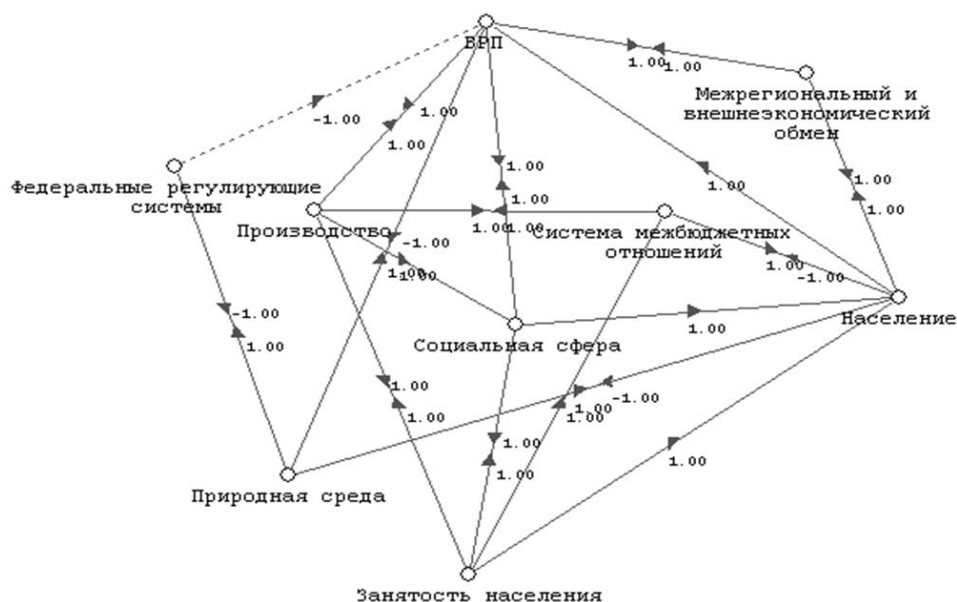 ВРП
1.00
1.00
Межрегиональный и
внешнеэкономический
обмен
-1.00
1.00
1.00
1.00
1.00
1.00
1.00
1.00
Федеральные регулирующие
системы
Производство
1.00
1.00
Система межбюджетных
отношений
-1.00
1.00
1.00
1.00
-1.00
-1.00
1.00
Население
1.00
Социальная сфера
1.00
1.00
-1.00
1.00
1.00
1.00
1.00
1.00
1.00
Природная среда
Занятость населения